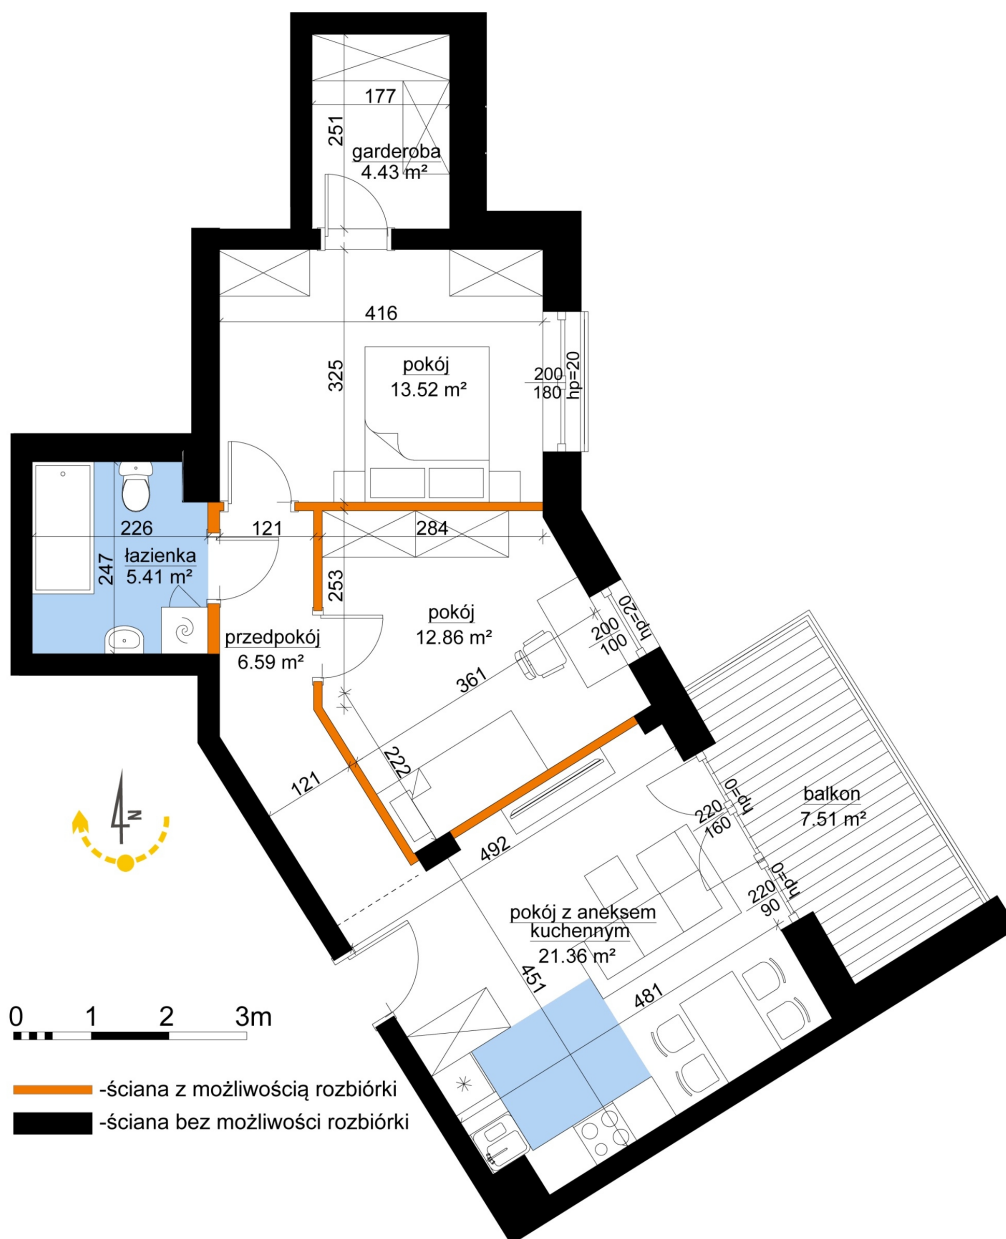 177
251
garderoba
4.43 m²
416
325
pokój
13.52 m²
200
180
hp=20
226
247
łazienka
5.41 m²
121
284
253
pokój
12.86 m²
200
100
hp=20
przedpokój
6.59 m²
361
222
121
492
220
160
hp=0
balkon
7.51 m²
220
90
hp=0
pokój z aneksem
kuchennym
21.36 m²
451
481
N
0 1 2 3m
-ściana z możliwością rozbiórki
-ściana bez możliwości rozbiórki